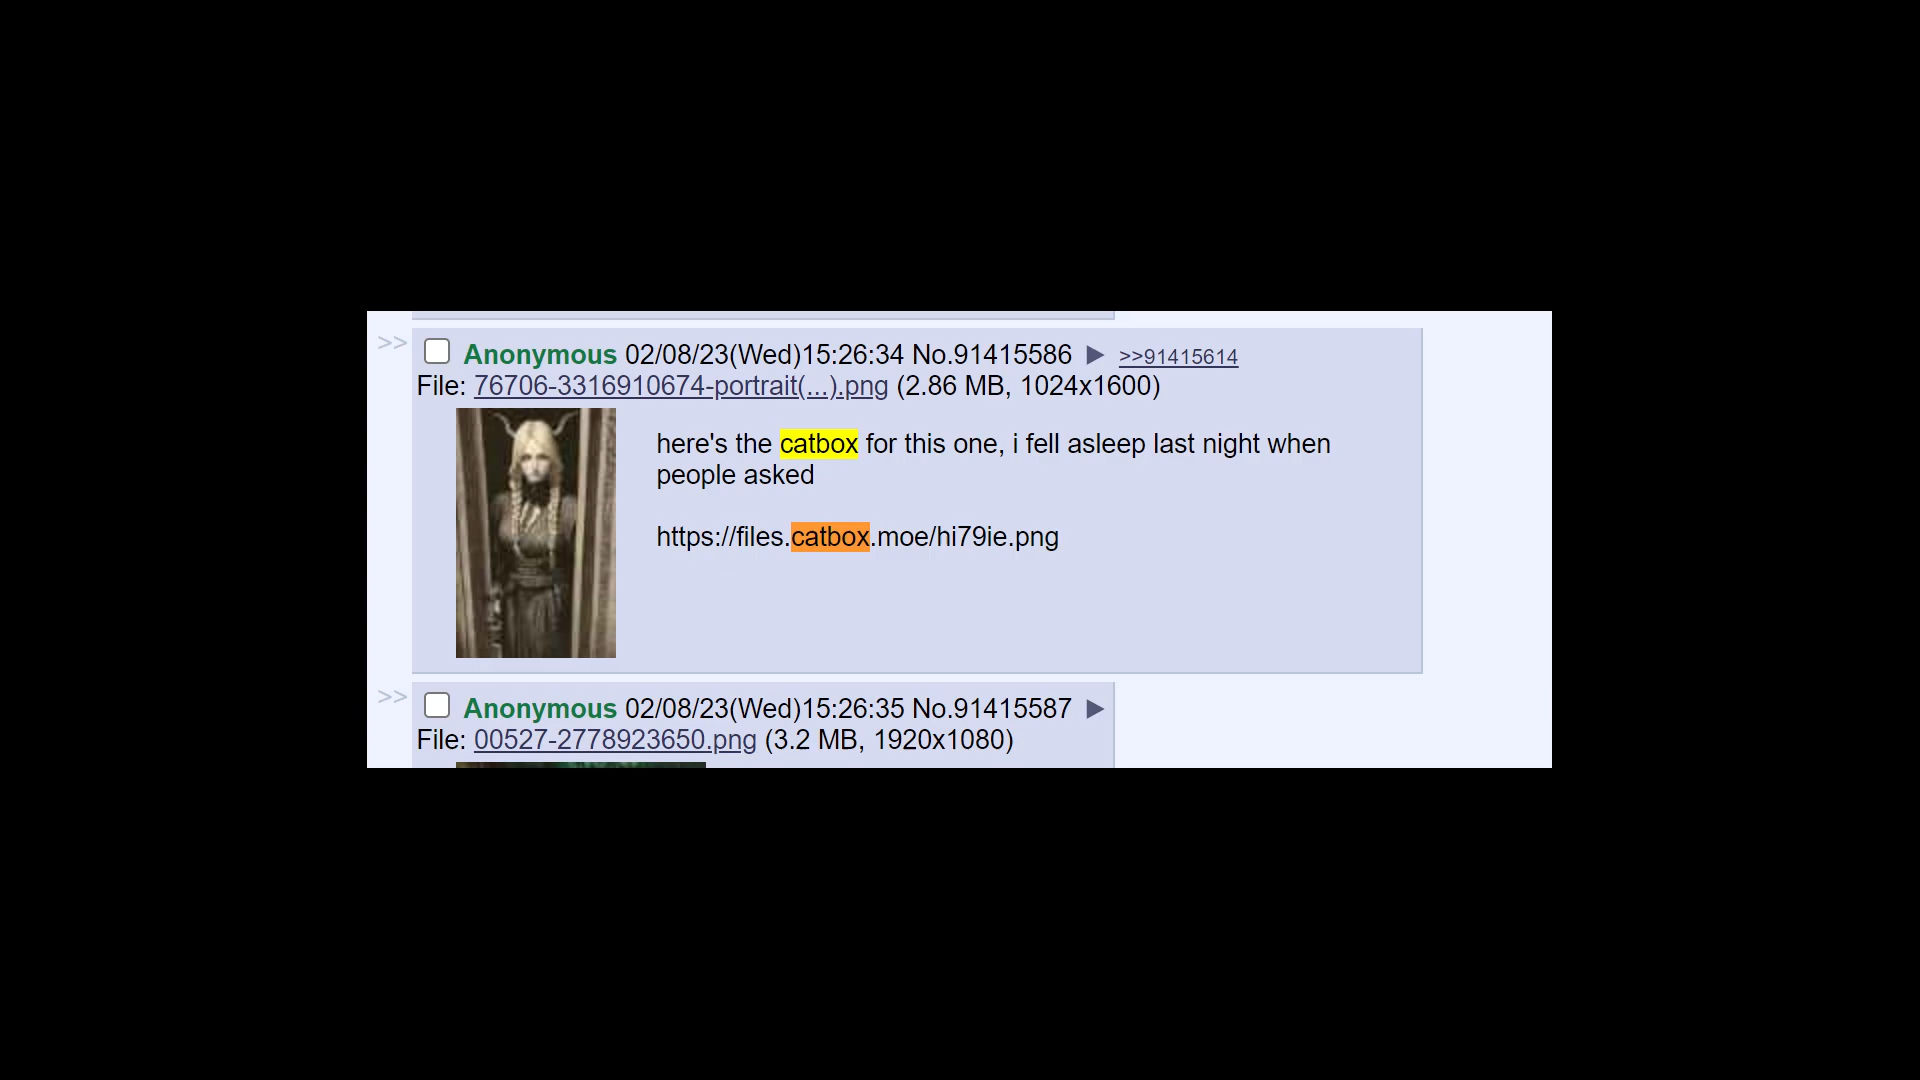 >> Anonymous 02/08/23(Wed)15:26:34 No.91415586 ▶ >>91415614
File: 76706-3316910674-portrait(...).png (2.86 MB, 1024x1600)
here's the catbox for this one, i fell asleep last night when
people asked
https://files.catbox.moe/hi79ie.png
>> Anonymous 02/08/23(Wed)15:26:35 No.91415587 ▶
File: 00527-2778923650.png (3.2 MB, 1920x1080)